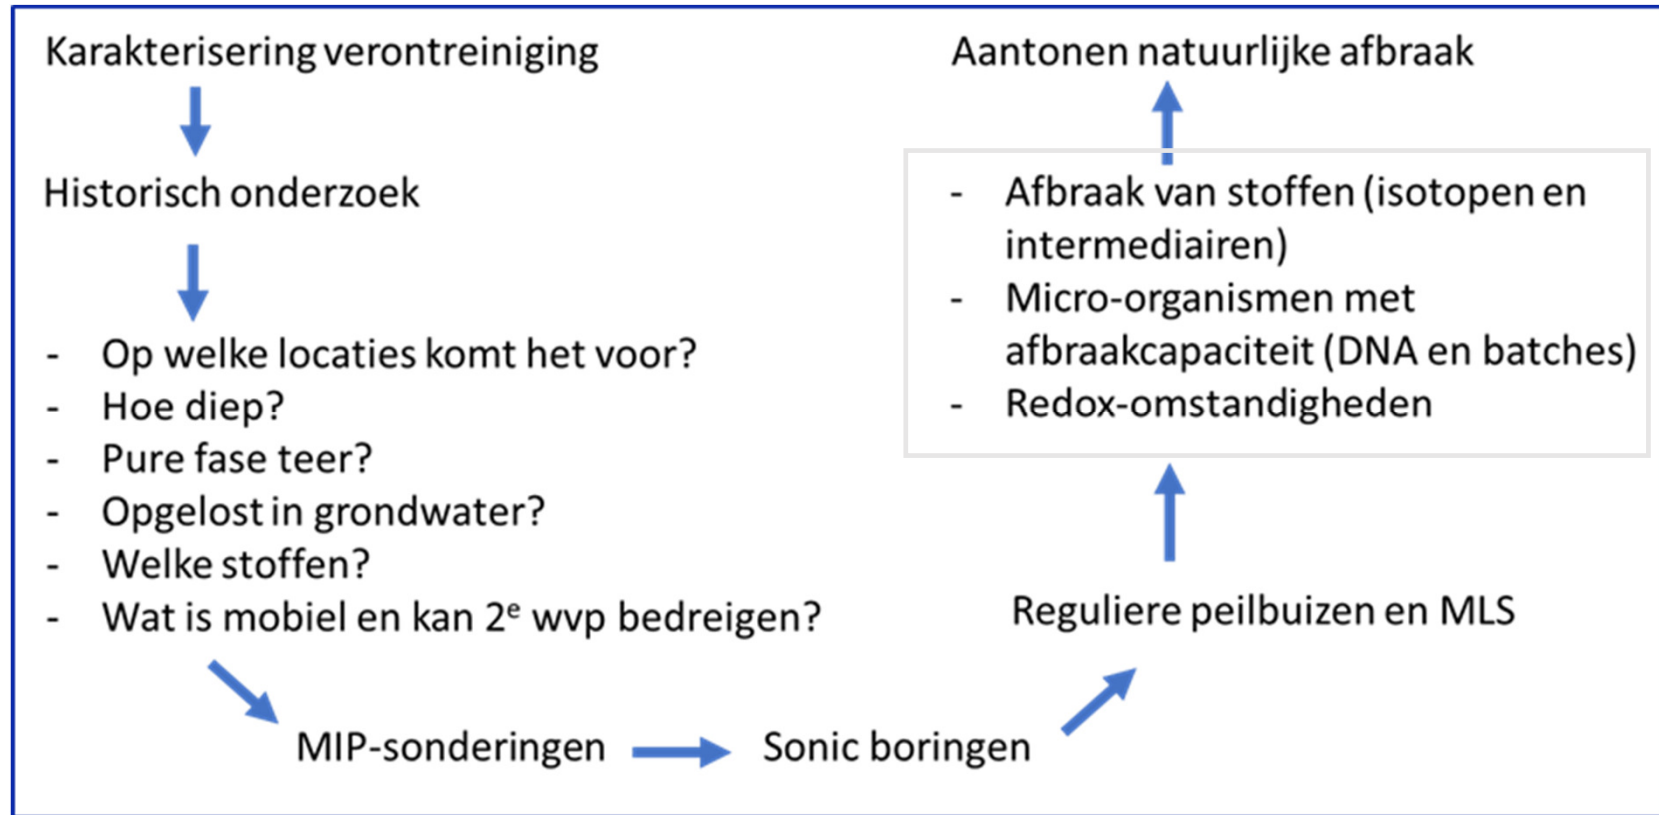 Karakterisering verontreiniging
Historisch onderzoek
- Op welke locaties komt het voor?
- Hoe diep?
- Pure fase teer?
- Opgelost in grondwater?
- Welke stoffen?
- Wat is mobiel en kan 2ᵉ wvp bedreigen?
MIP-sonderingen
Sonic boringen
Reguliere peilbuizen en MLS
- Afbraak van stoffen (isotopen en
intermediairen)
- Micro-organismen met
afbraakcapaciteit (DNA en batches)
- Redox-omstandigheden
Aantonen natuurlijke afbraak